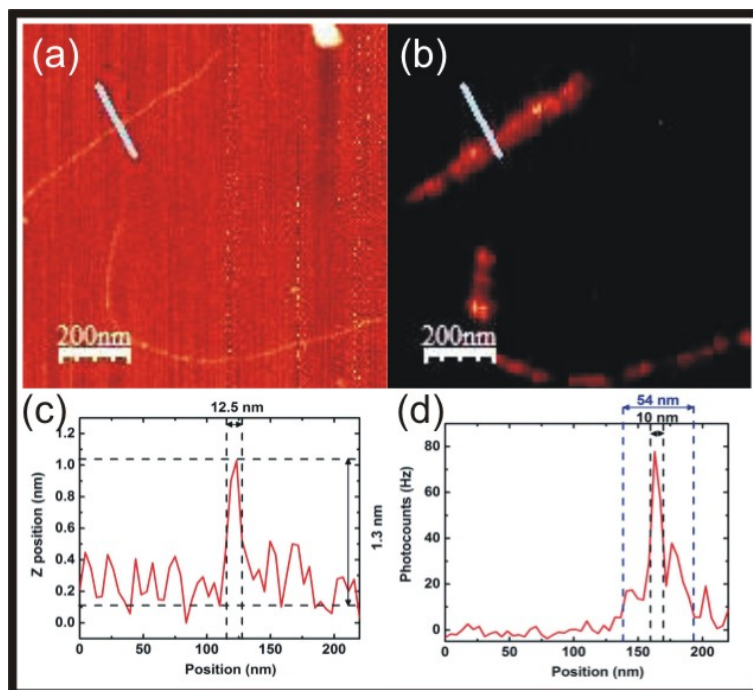 (a)
200nm
(b)
200nm
(c)
12.5 nm
1.2
1.0
0.8
0.6
0.4
0.2
0.0
Z position (nm)
1.3 nm
0 50 100 150 200
Position (nm)
(d)
54 nm
10 nm
80
60
40
20
0
Photocounts (Hz)
0 50 100 150 200
Position (nm)